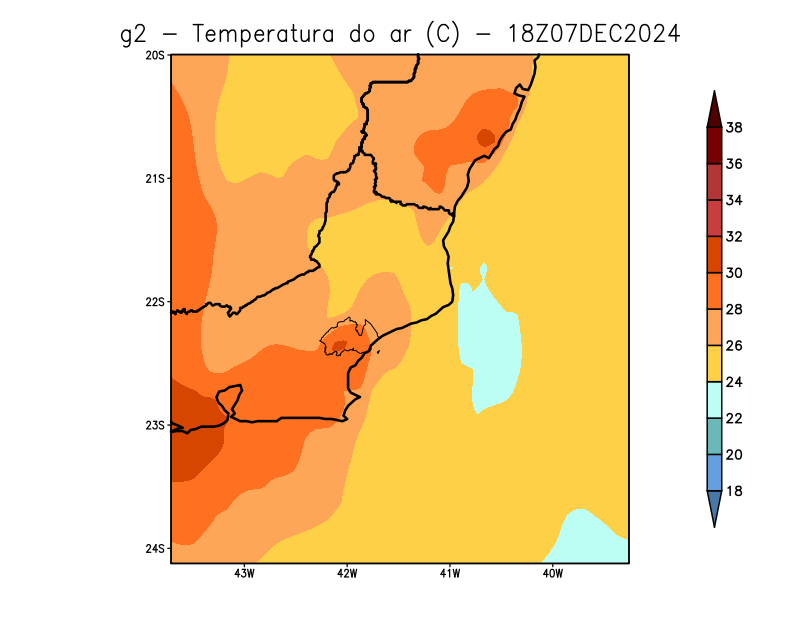 g2 – Temperatura do ar (C) – 18Z07DEC2024
20S
21S
22S
23S
24S
43W
42W
41W
40W
38
36
34
32
30
28
26
24
22
20
18